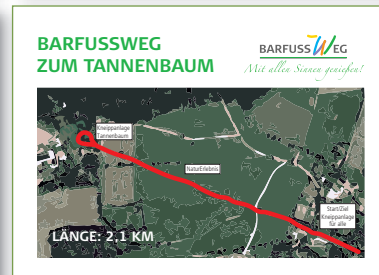 BARFUSSWEG
ZUM TANNENBAUM
BARFUSS WEG
Mit allen Sinnen genießen!
Kneippanlage
Tannenbaum
NaturErlebnis
Start/Ziel
Kneippanlage
für alle
LÄNGE: 2,1 KM